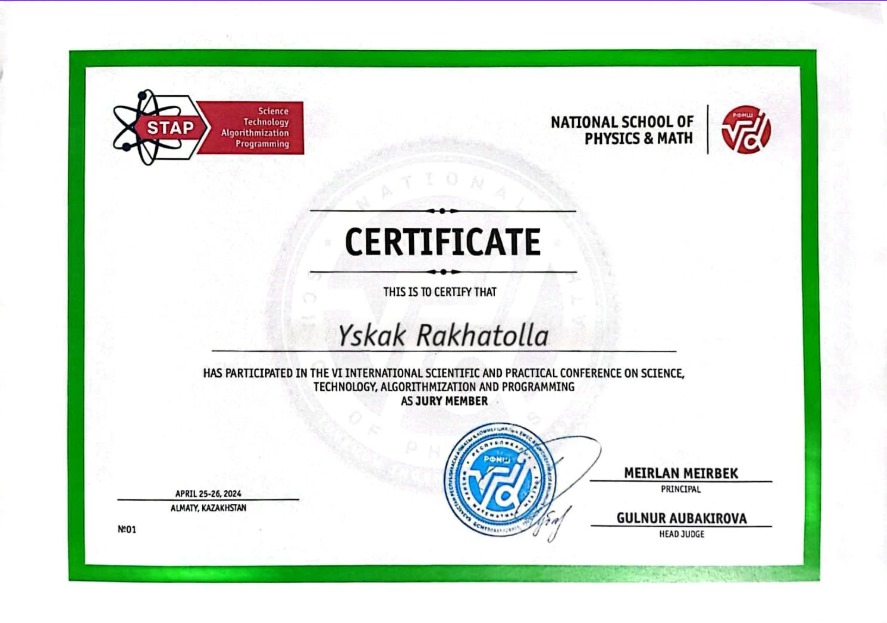 STAP
Science
Technology
Algorithmization
Programming
NATIONAL SCHOOL OF
PHYSICS & MATH
РФМШ
CERTIFICATE
THIS IS TO CERTIFY THAT
Yskak Rakhatolla
HAS PARTICIPATED IN THE VI INTERNATIONAL SCIENTIFIC AND PRACTICAL CONFERENCE ON SCIENCE,
TECHNOLOGY, ALGORITHMIZATION AND PROGRAMMING
AS JURY MEMBER
РФМШ
MEIRLAN MEIRBEK
PRINCIPAL
APRIL 25-26, 2024
ALMATY, KAZAKHSTAN
GULNUR AUBAKIROVA
HEAD JUDGE
№01